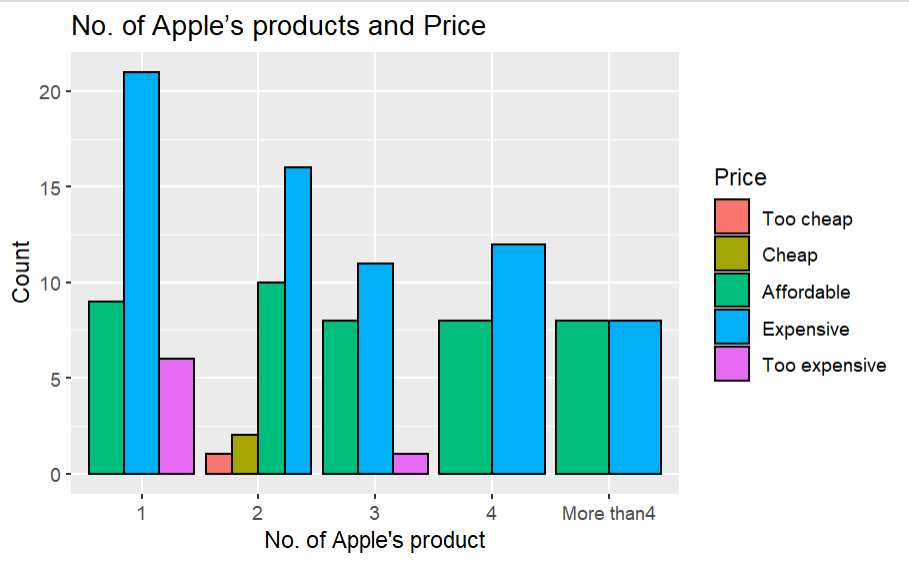 No. of Apple’s products and Price
Count
20
15
10
5
0
1
2
3
4
More than4
No. of Apple's product
Price
Too cheap
Cheap
Affordable
Expensive
Too expensive